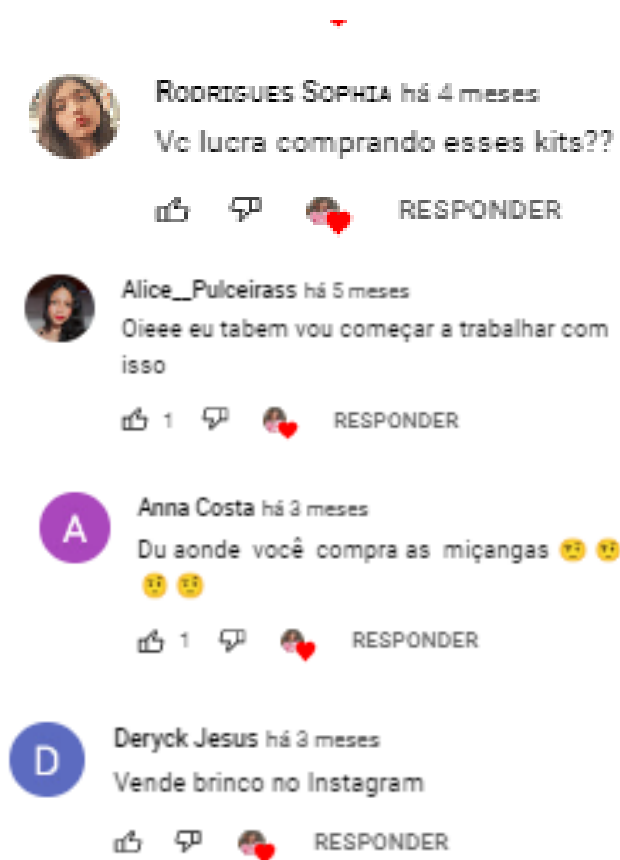 Rodrigues Sophia há 4 meses
Vc lucra comprando esses kits??
RESPONDER
Alice__Pulceirass há 5 meses
Oieee eu tabem vou começar a trabalhar com
isso
1 RESPONDER
A
Anna Costa há 3 meses
Du aonde você compra as miçangas 🤨 🤨
🤨 🤨
1 RESPONDER
D
Deryck Jesus há 3 meses
Vende brinco no Instagram
RESPONDER